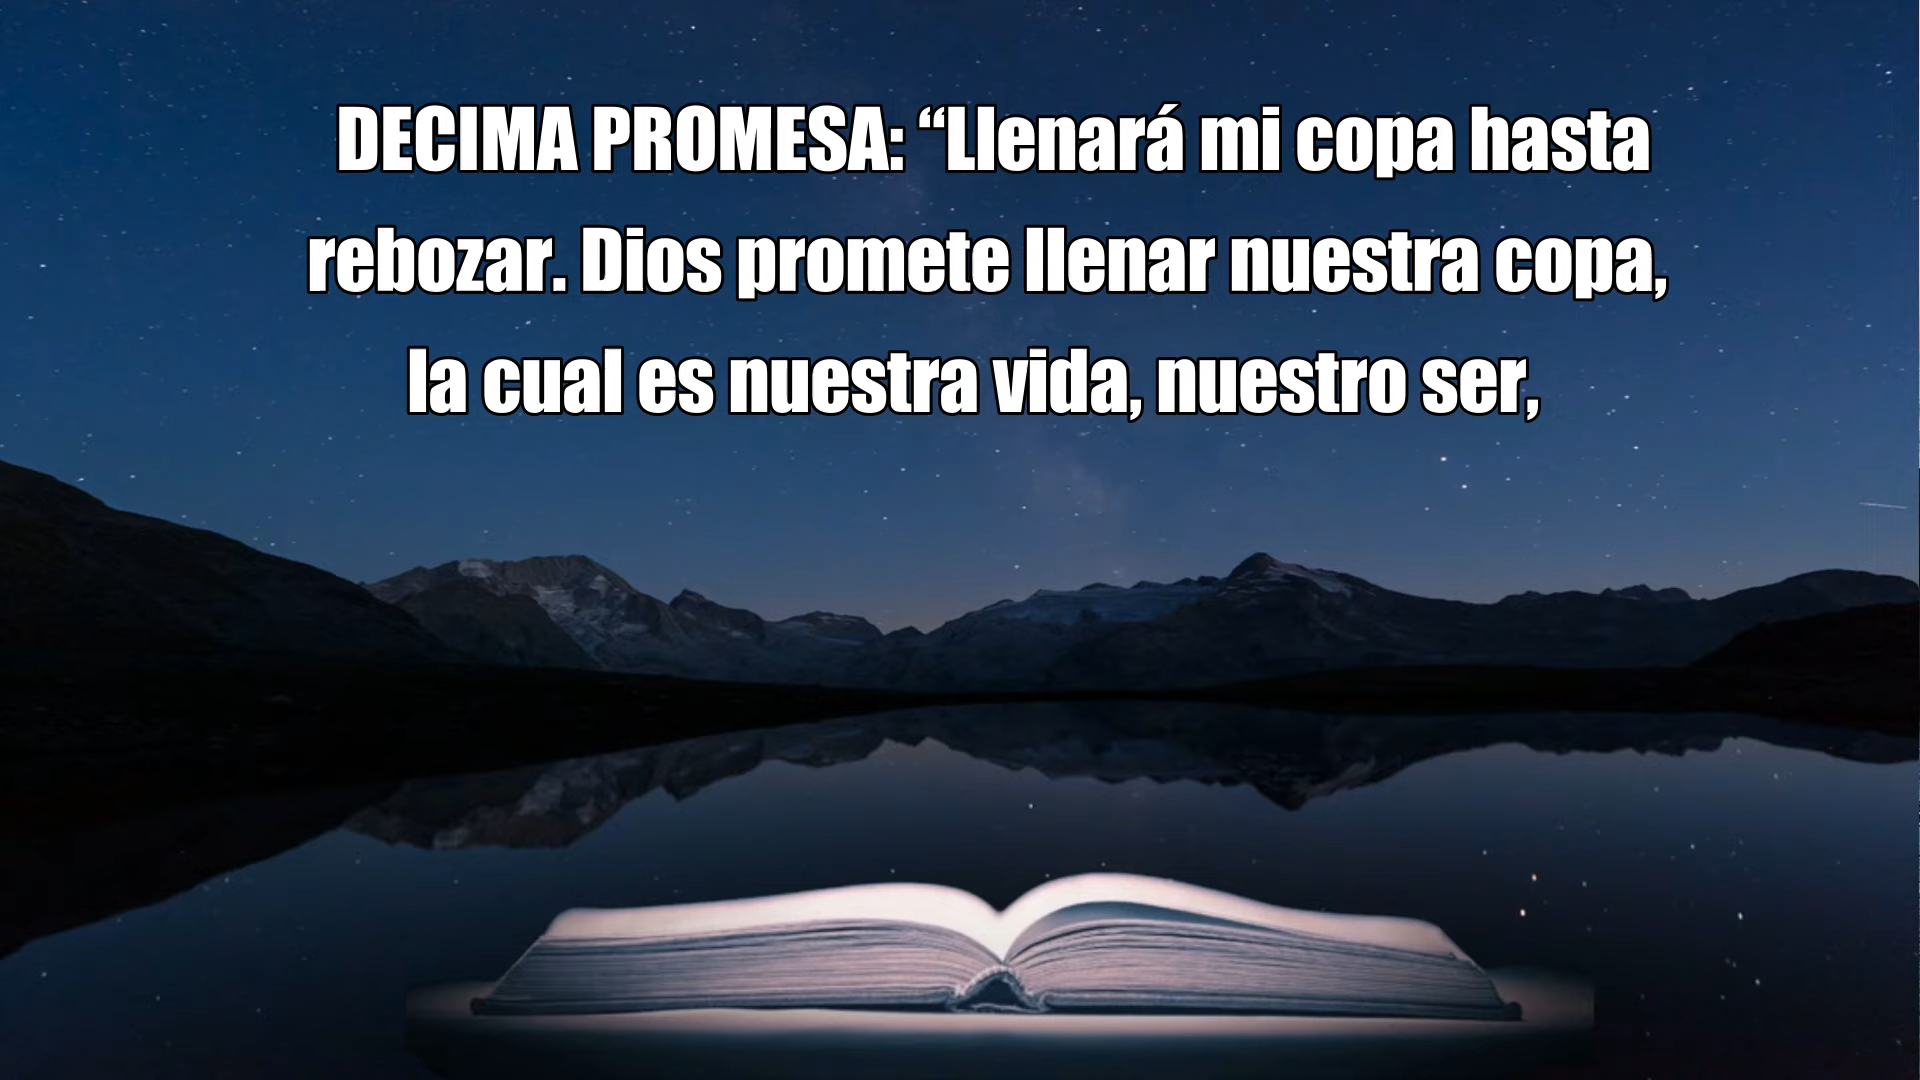 DECIMA PROMESA: “Llenará mi copa hasta
rebozar. Dios promete llenar nuestra copa,
la cual es nuestra vida, nuestro ser,